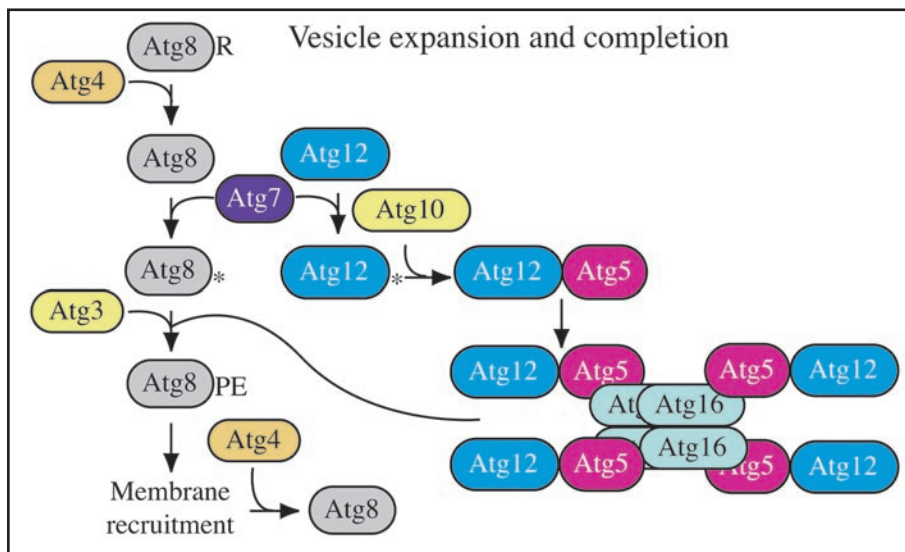 Vesicle expansion and completion
Atg8 R
Atg4
Atg8
Atg12
Atg7
Atg10
Atg8 *
Atg12 *
Atg12 Atg5
Atg3
Atg8 PE
Atg12 Atg5 Atg5 Atg12
Atg16
Atg4
Atg16
Atg12 Atg5 Atg5 Atg12
Membrane
recruitment
Atg8